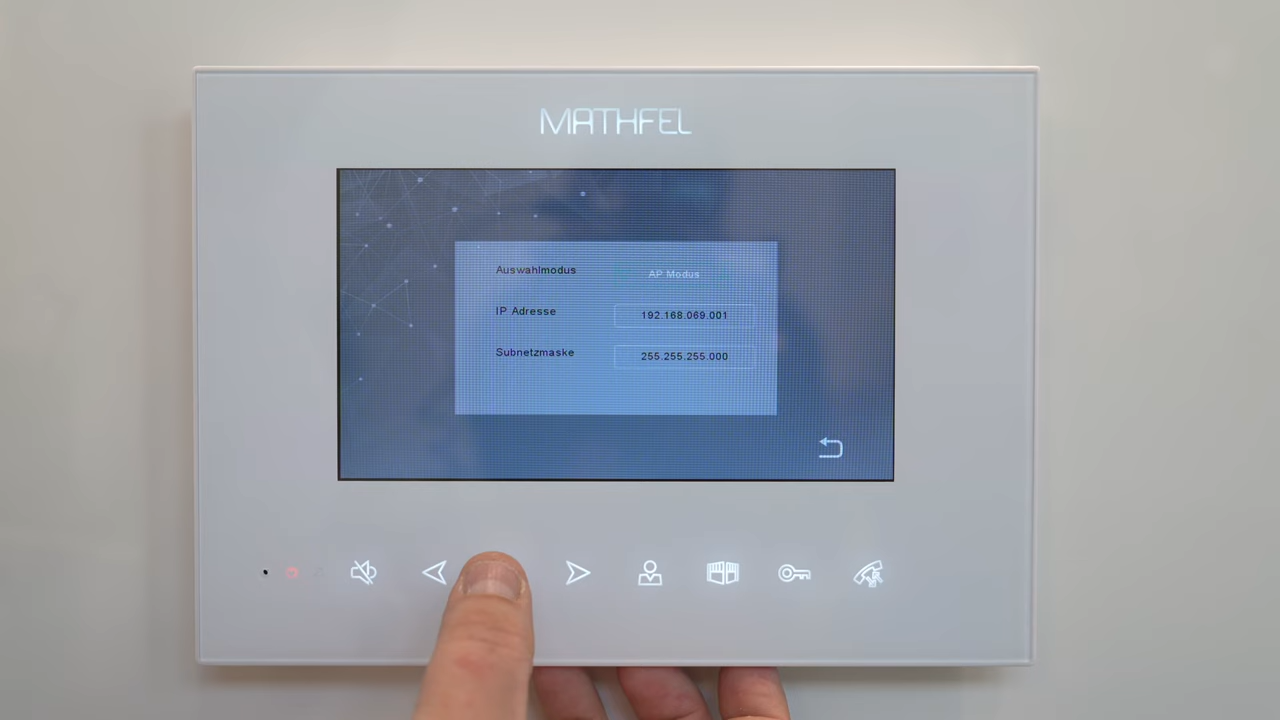 MATHFEL
Auswahlmodus AP Modus
IP Adresse 192.168.069.001
Subnetzmaske 255.255.255.000